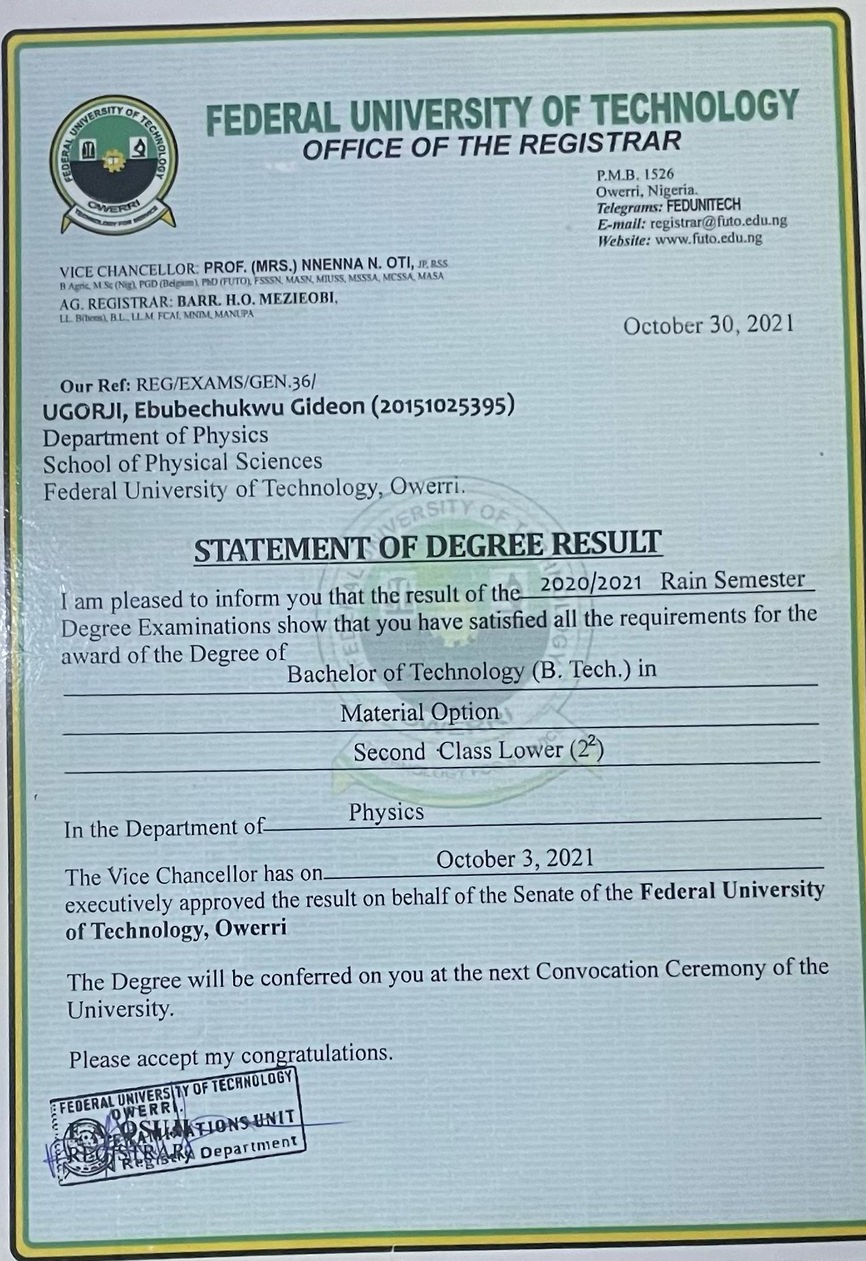 FEDERAL UNIVERSITY OF TECHNOLOGY
OWERRI
TECHNOLOGY FOR SERVICE
FEDERAL UNIVERSITY OF TECHNOLOGY
OFFICE OF THE REGISTRAR
P.M.B. 1526
Owerri, Nigeria.
Telegrams: FEDUNITECH
E-mail: registrar@futo.edu.ng
Website: www.futo.edu.ng
VICE CHANCELLOR: PROF. (MRS.) NNENNA N. OTI, JP, RSS
B Agric, M.Sc (Nig), PGD (Belgium), PhD (FUTO), FSSSN, MASN, MIUSS, MSSSA, MCSSA, MASA
AG. REGISTRAR: BARR. H.O. MEZIEOBI,
LL. B(hons), B.L., LL.M. FCAI, MNIM, MANUPA
October 30, 2021
Our Ref: REG/EXAMS/GEN.36/
UGORJI, Ebubechukwu Gideon (20151025395)
Department of Physics
School of Physical Sciences
Federal University of Technology, Owerri.
STATEMENT OF DEGREE RESULT
I am pleased to inform you that the result of the 2020/2021 Rain Semester
Degree Examinations show that you have satisfied all the requirements for the
award of the Degree of
Bachelor of Technology (B. Tech.) in
Material Option
Second Class Lower (2²)
In the Department of Physics
The Vice Chancellor has on October 3, 2021
executively approved the result on behalf of the Senate of the Federal University
of Technology, Owerri
The Degree will be conferred on you at the next Convocation Ceremony of the
University.
Please accept my congratulations.
FEDERAL UNIVERSITY OF TECHNOLOGY
OWERRI.
EXAMINATIONS UNIT
Registry Department
REGISTRAR